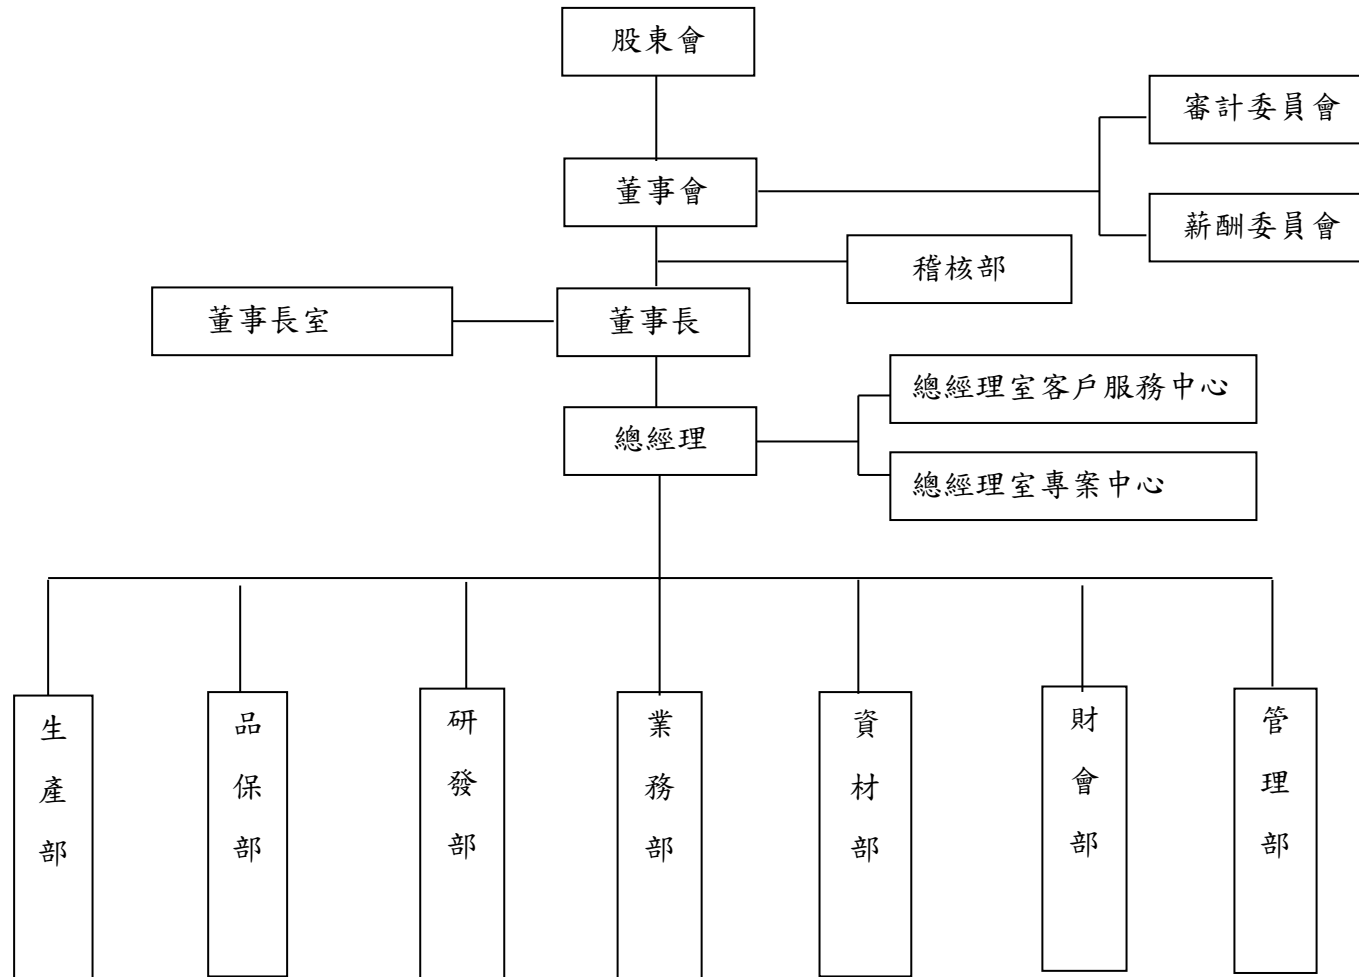 股東會
審計委員會
董事會
薪酬委員會
稽核部
董事長室
董事長
總經理室客戶服務中心
總經理
總經理室專案中心
生產部
品保部
研發部
業務部
資材部
財會部
管理部